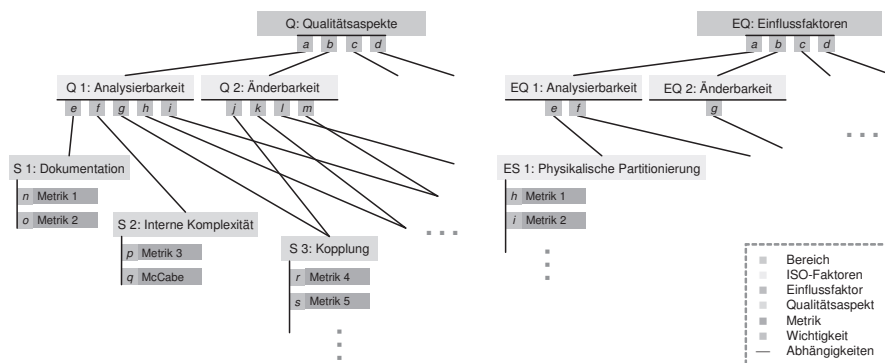 Q: Qualitätsaspekte
a b c d
Q 1: Analysierbarkeit
e f g h i
Q 2: Änderbarkeit
j k l m
S 1: Dokumentation
n Metrik 1
o Metrik 2
S 2: Interne Komplexität
p Metrik 3
q McCabe
S 3: Kopplung
r Metrik 4
s Metrik 5
EQ: Einflussfaktoren
a b c d
EQ 1: Analysierbarkeit
e f
EQ 2: Änderbarkeit
g
ES 1: Physikalische Partitionierung
h Metrik 1
i Metrik 2
Bereich
ISO-Faktoren
Einflussfaktor
Qualitätsaspekt
Metrik
Wichtigkeit
Abhängigkeiten